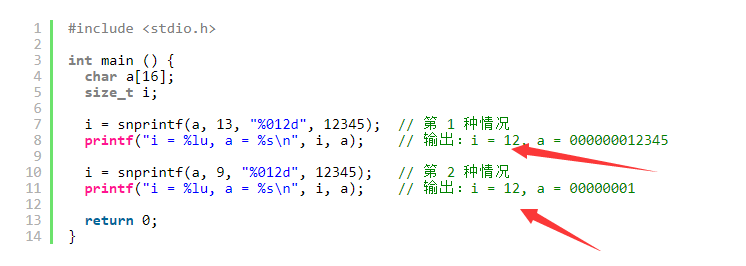 1 #include <stdio.h>
2
3 int main () {
4 char a[16];
5 size_t i;
6
7 i = snprintf(a, 13, "%012d", 12345); // 第 1 种情况
8 printf("i = %lu, a = %s\n", i, a); // 输出：i = 12, a = 000000012345
9
10 i = snprintf(a, 9, "%012d", 12345); // 第 2 种情况
11 printf("i = %lu, a = %s\n", i, a); // 输出：i = 12, a = 00000001
12
13 return 0;
14 }